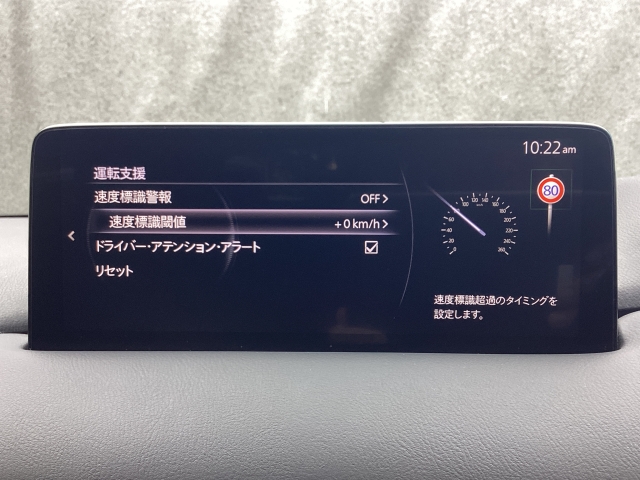 10:22 am
運転支援
速度標識警報 OFF
速度標識閾値 +0 km/h
ドライバー・アテンション・アラート
リセット
80
速度標識超過のタイミングを
設定します。